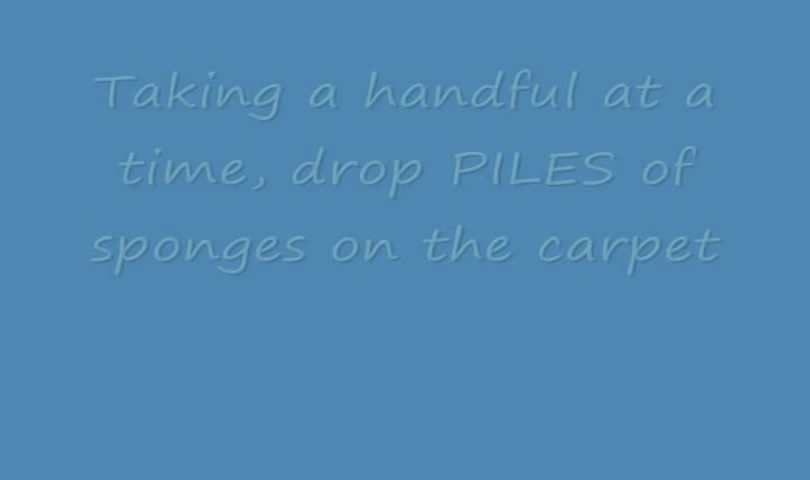 Taking a handful at a
time, drop PILES of
sponges on the carpet